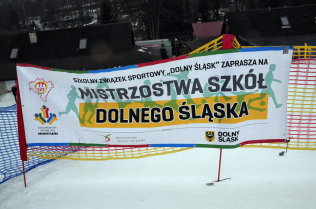 SZKOLNY ZWIĄZEK SPORTOWY „DOLNY ŚLĄSK” ZAPRASZA NA
MISTRZOSTWA SZKÓŁ
DOLNEGO ŚLĄSKA
DOLNY
ŚLĄSK